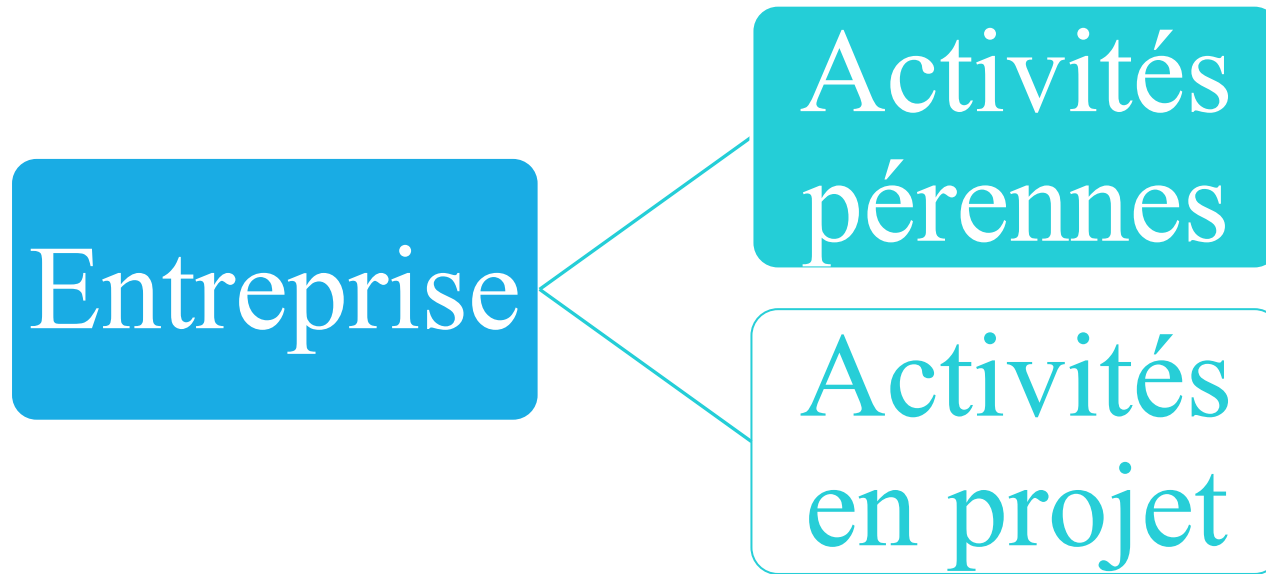 Entreprise
Activités
pérennes
Activités
en projet